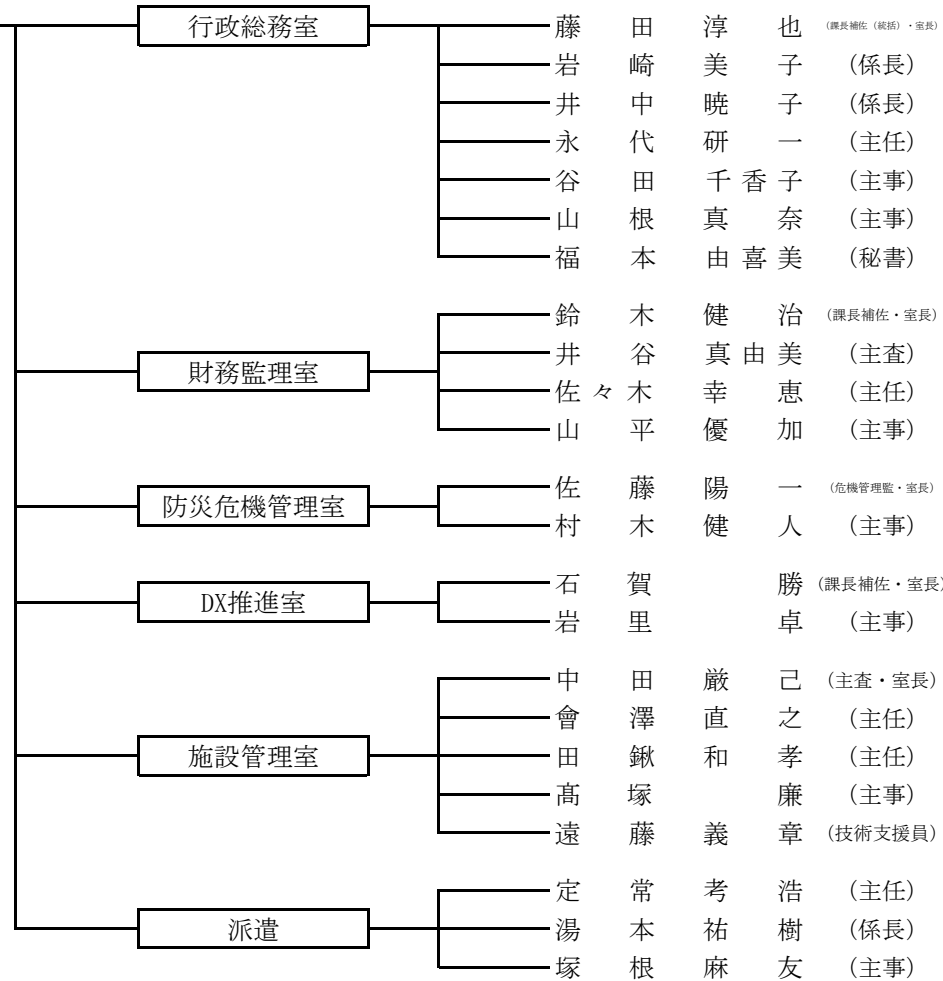 行政総務室
藤田淳也 (課長補佐（統括）・室長)
岩崎美子 (係長)
井中暁子 (係長)
永代研一 (主任)
谷田千香子 (主事)
山根真奈 (主事)
福本由喜美 (秘書)
財務監理室
鈴木健治 (課長補佐・室長)
井谷真由美 (主査)
佐々木幸恵 (主任)
山平優加 (主事)
防災危機管理室
佐藤陽一 (危機管理監・室長)
村木健人 (主事)
DX推進室
石賀勝 (課長補佐・室長)
岩里卓 (主事)
施設管理室
中田厳己 (主査・室長)
會澤直之 (主任)
田鍬和孝 (主任)
髙塚廉 (主事)
遠藤義章 (技術支援員)
派遣
定常考浩 (主任)
湯本祐樹 (係長)
塚根麻友 (主事)